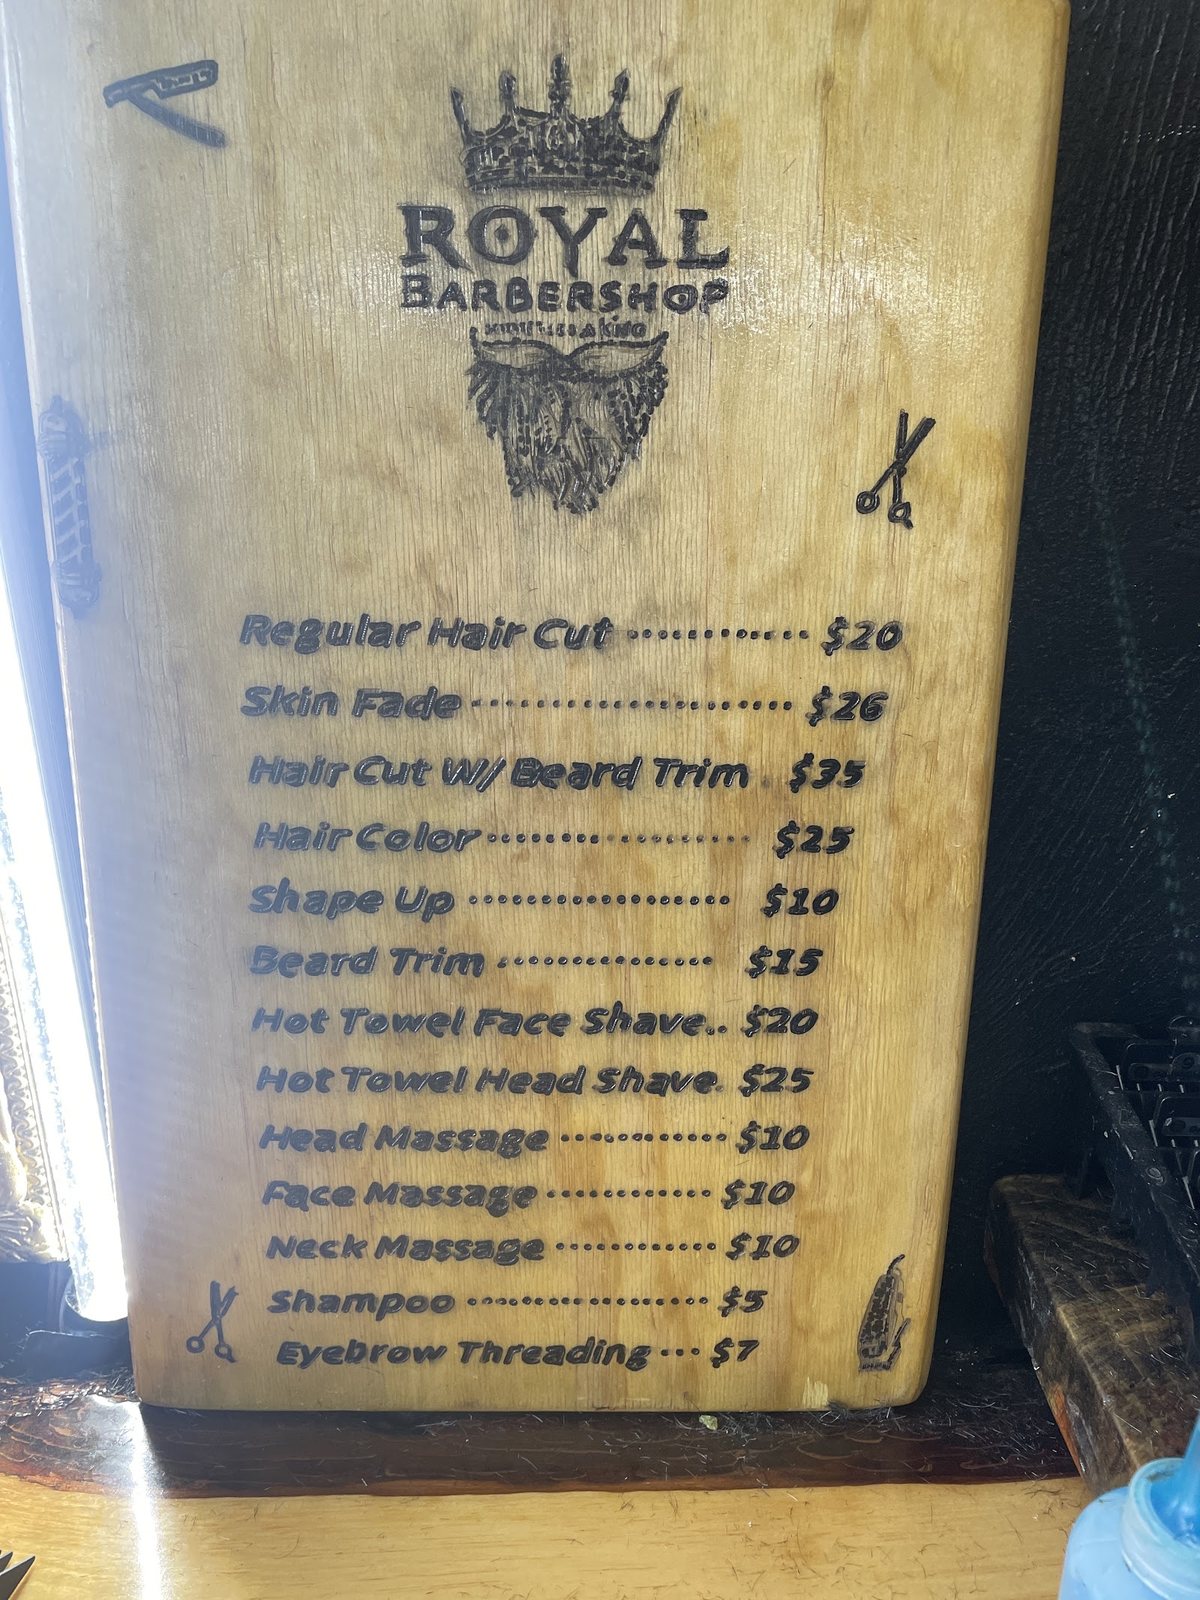 ROYAL
BARBERSHOP
Regular Hair Cut ............. $20
Skin Fade ...................... $26
Hair Cut W/ Beard Trim . $35
Hair Color .................. $25
Shape Up .................. $10
Beard Trim ............... $15
Hot Towel Face Shave.. $20
Hot Towel Head Shave. $25
Head Massage ............ $10
Face Massage ............ $10
Neck Massage ............ $10
Shampoo ................. $5
Eyebrow Threading ... $7